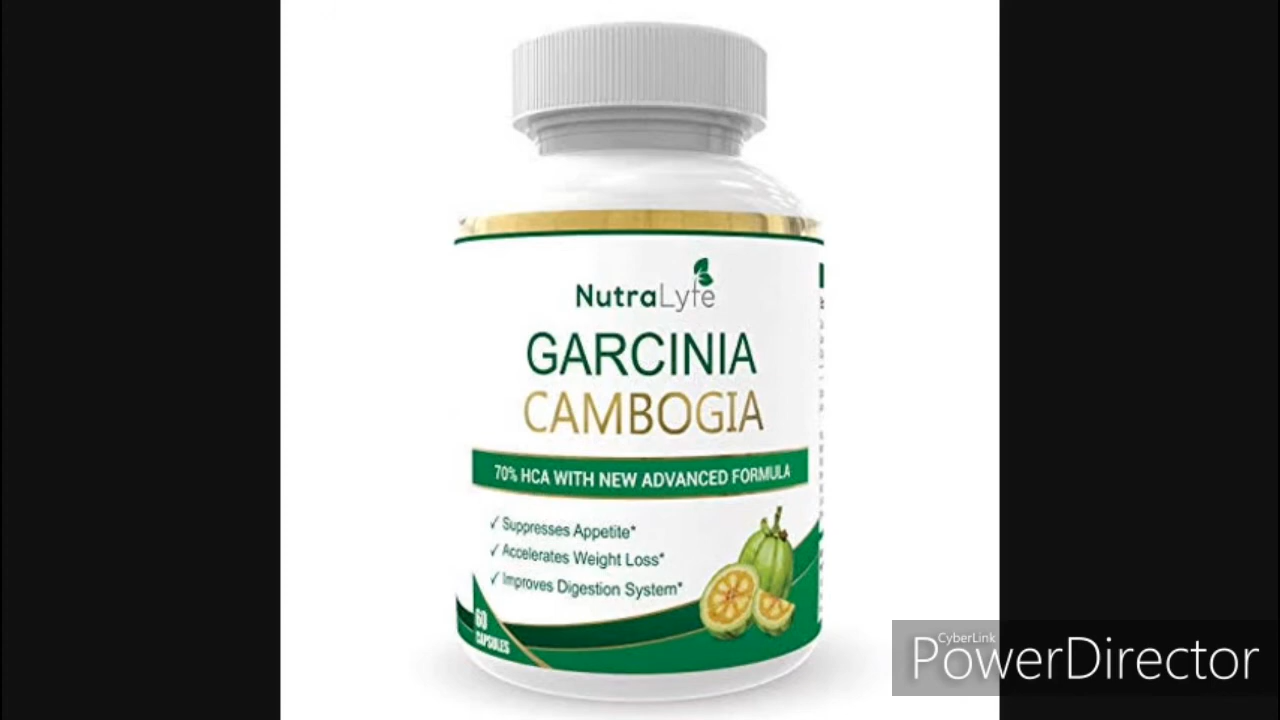 NutraLyfe
GARCINIA
CAMBOGIA
70% HCA WITH NEW ADVANCED FORMULA
✓ Suppresses Appetite*
✓ Accelerates Weight Loss*
✓ Improves Digestion System*
60
CAPSULES
CyberLink
PowerDirector